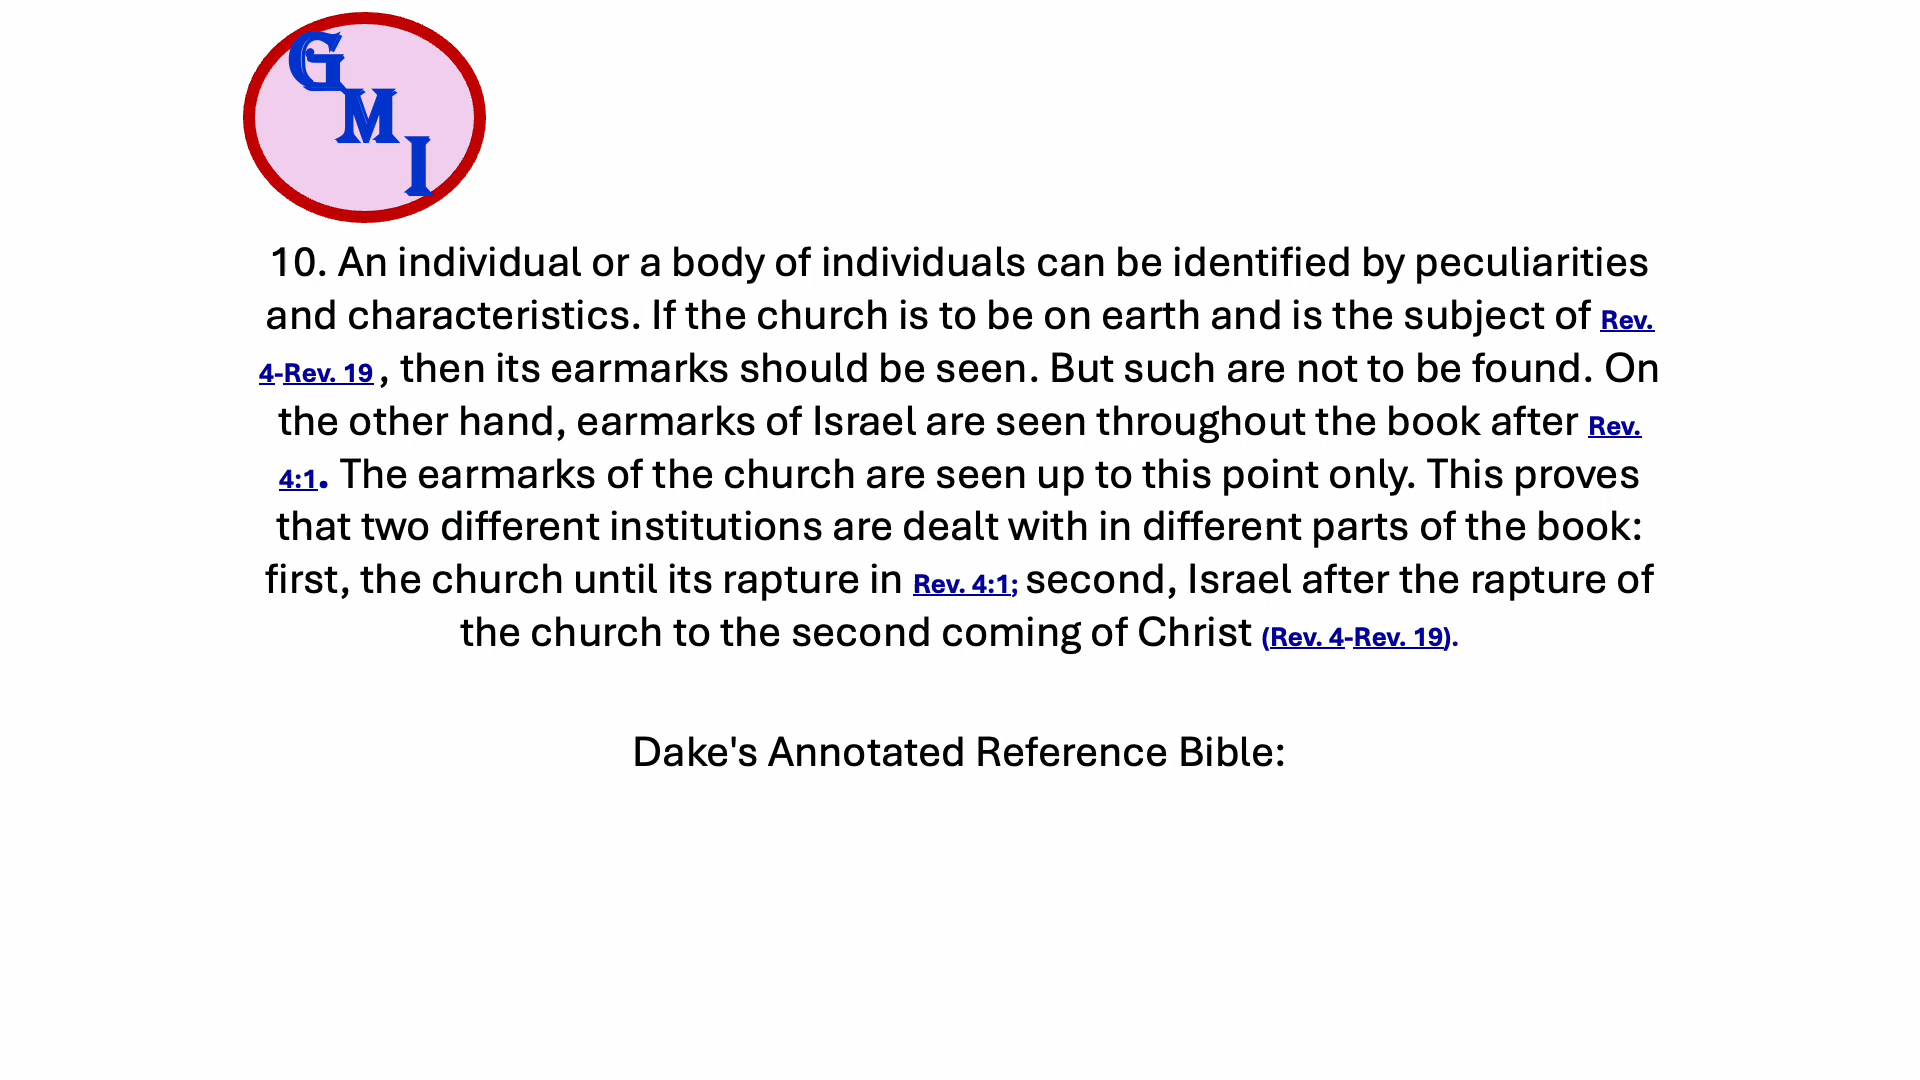 G
M
I
10. An individual or a body of individuals can be identified by peculiarities
and characteristics. If the church is to be on earth and is the subject of Rev.
4-Rev. 19 , then its earmarks should be seen. But such are not to be found. On
the other hand, earmarks of Israel are seen throughout the book after Rev.
4:1. The earmarks of the church are seen up to this point only. This proves
that two different institutions are dealt with in different parts of the book:
first, the church until its rapture in Rev. 4:1; second, Israel after the rapture of
the church to the second coming of Christ (Rev. 4-Rev. 19).
Dake's Annotated Reference Bible: